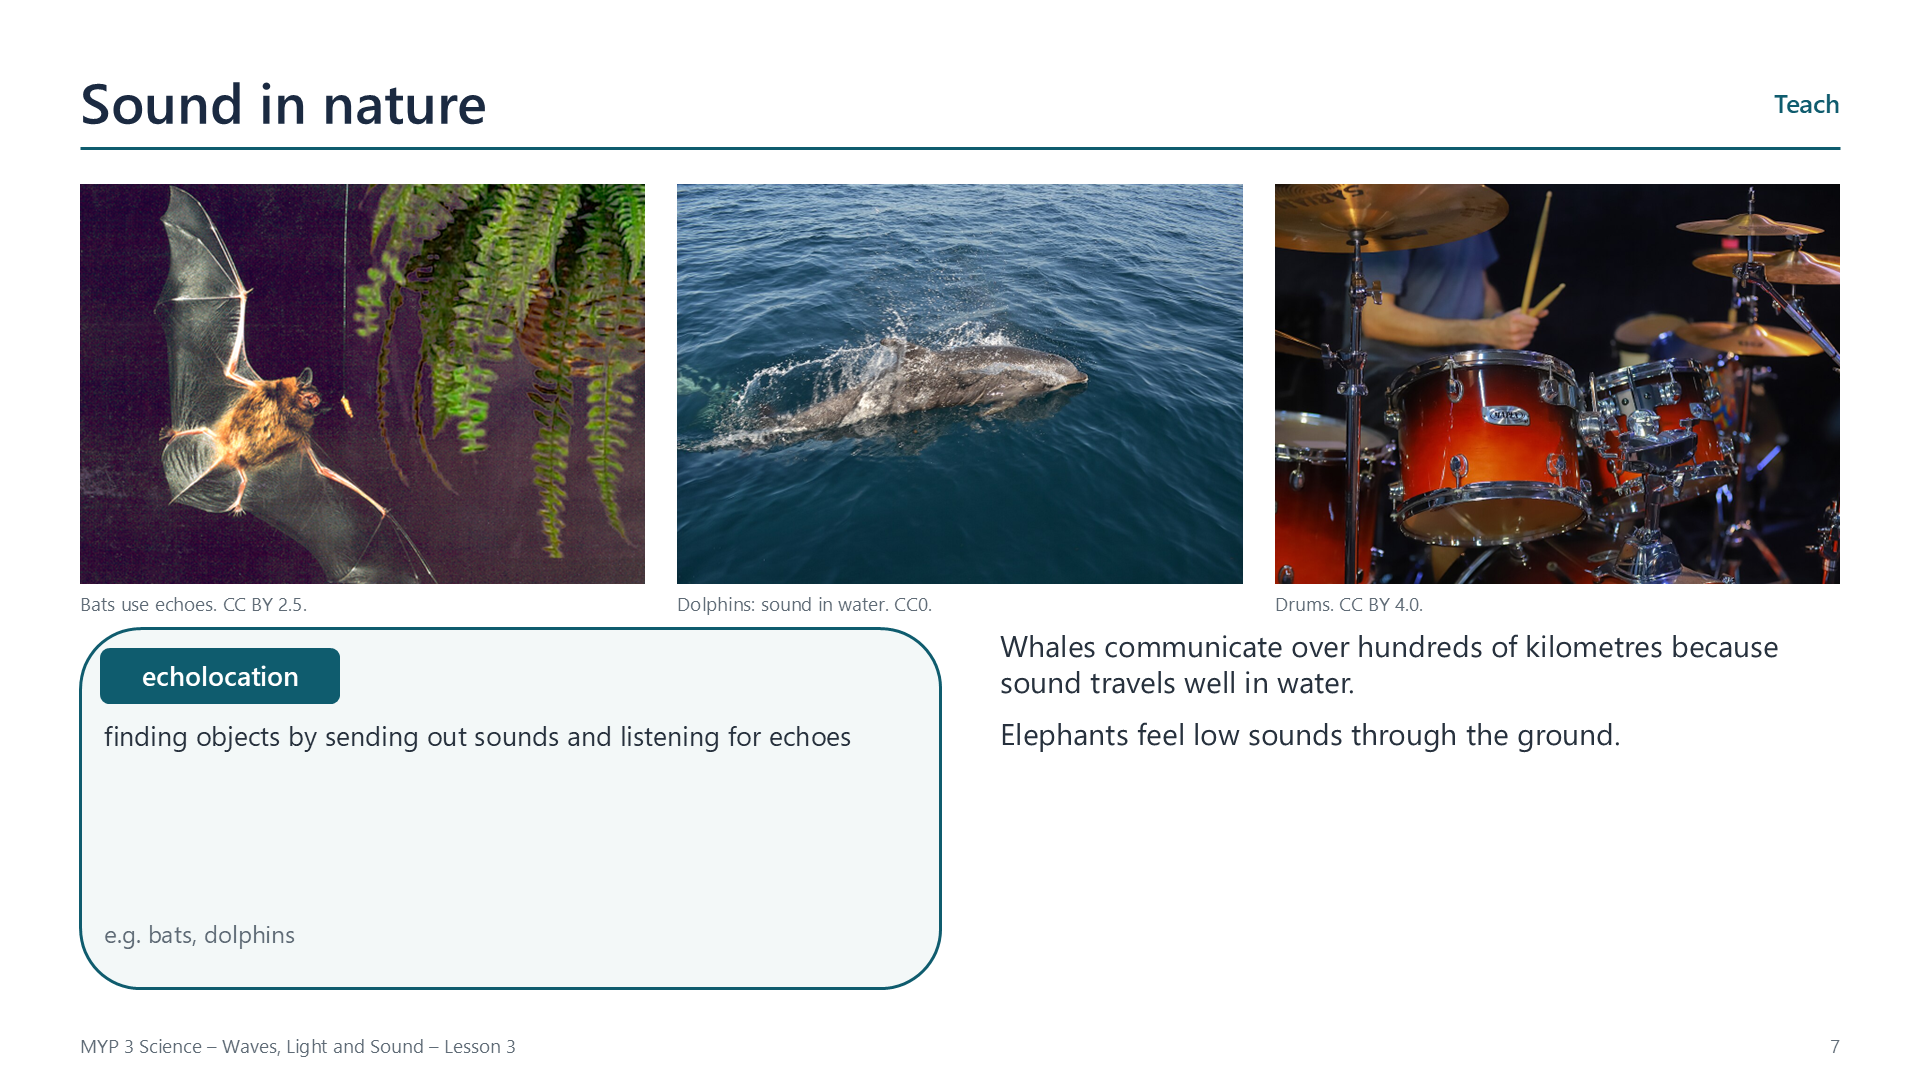 Sound in nature
Teach
SABIAN
MAPEX
Bats use echoes. CC BY 2.5.
Dolphins: sound in water. CC0.
Drums. CC BY 4.0.
echolocation
finding objects by sending out sounds and listening for echoes
e.g. bats, dolphins
Whales communicate over hundreds of kilometres because
sound travels well in water.
Elephants feel low sounds through the ground.
MYP 3 Science – Waves, Light and Sound – Lesson 3
7